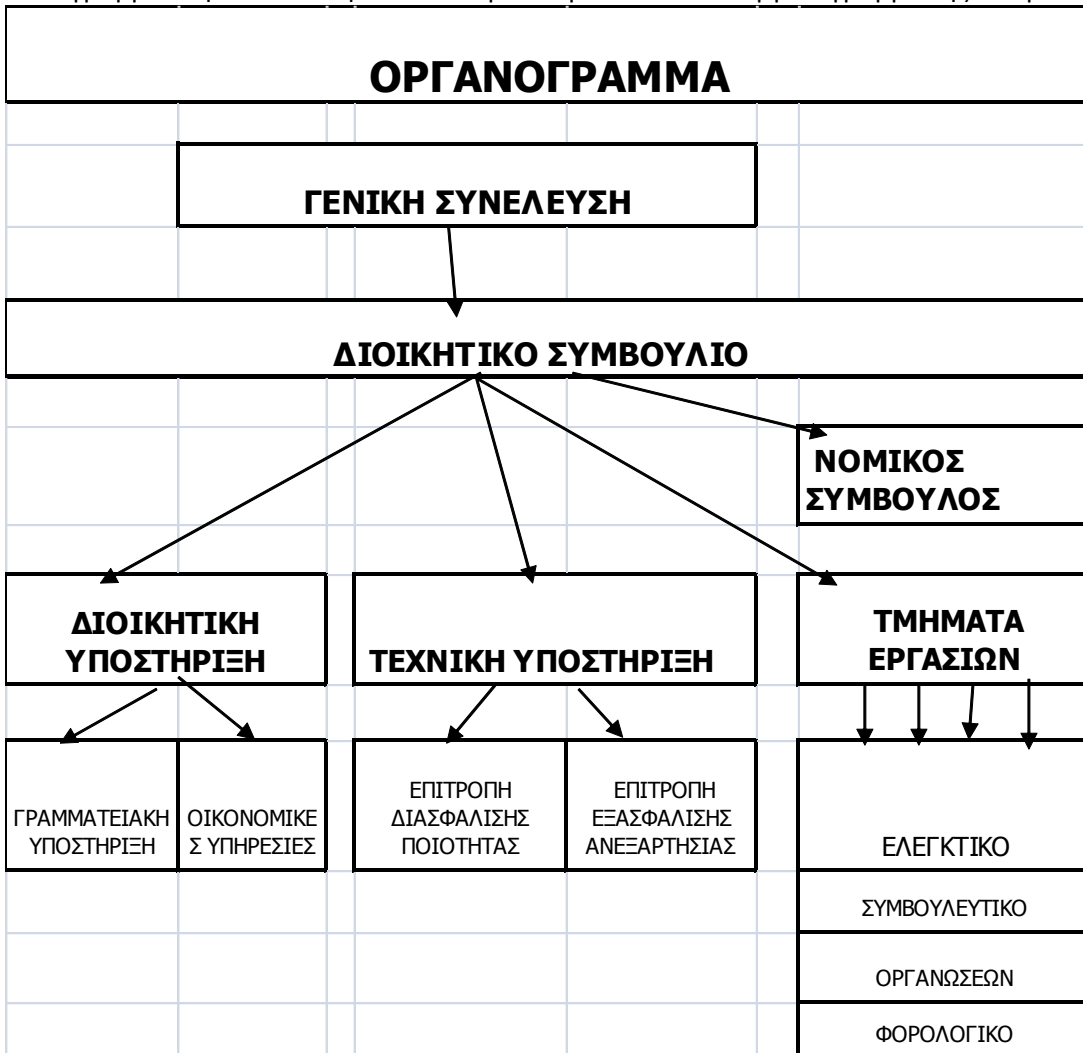 ΟΡΓΑΝΟΓΡΑΜΜΑ
ΓΕΝΙΚΗ ΣΥΝΕΛΕΥΣΗ
ΔΙΟΙΚΗΤΙΚΟ ΣΥΜΒΟΥΛΙΟ
ΝΟΜΙΚΟΣ
ΣΥΜΒΟΥΛΟΣ
ΔΙΟΙΚΗΤΙΚΗ
ΥΠΟΣΤΗΡΙΞΗ
ΤΕΧΝΙΚΗ ΥΠΟΣΤΗΡΙΞΗ
ΤΜΗΜΑΤΑ
ΕΡΓΑΣΙΩΝ
ΓΡΑΜΜΑΤΕΙΑΚΗ
ΥΠΟΣΤΗΡΙΞΗ
ΟΙΚΟΝΟΜΙΚΕ
Σ ΥΠΗΡΕΣΙΕΣ
ΕΠΙΤΡΟΠΗ
ΔΙΑΣΦΑΛΙΣΗΣ
ΠΟΙΟΤΗΤΑΣ
ΕΠΙΤΡΟΠΗ
ΕΞΑΣΦΑΛΙΣΗΣ
ΑΝΕΞΑΡΤΗΣΙΑΣ
ΕΛΕΓΚΤΙΚΟ
ΣΥΜΒΟΥΛΕΥΤΙΚΟ
ΟΡΓΑΝΩΣΕΩΝ
ΦΟΡΟΛΟΓΙΚΟ